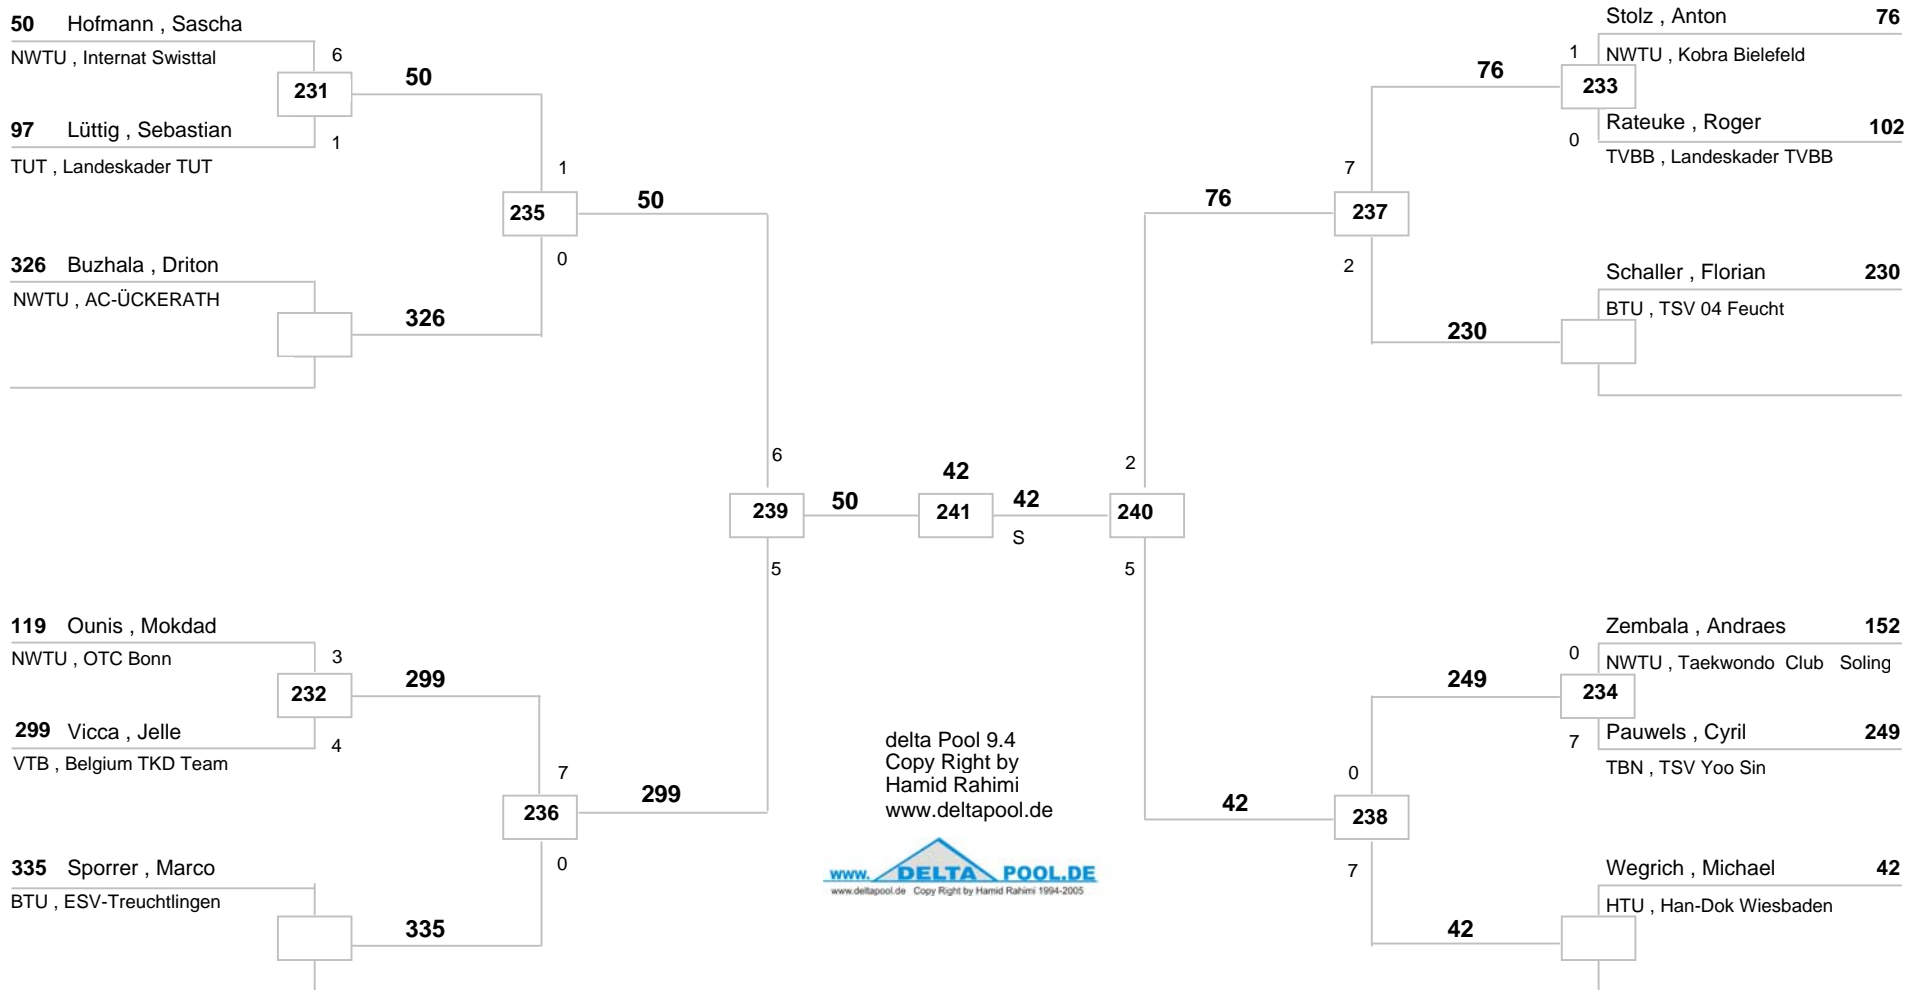 50 Hofmann , Sascha
NWTU , Internat Swisttal
6
231
50
97 Lüttig , Sebastian
1
TUT , Landeskader TUT
1
235
50
0
326 Buzhala , Driton
NWTU , AC-ÜCKERATH
326
6
239
50
5
119 Ounis , Mokdad
NWTU , OTC Bonn
3
232
299
299 Vicca , Jelle
4
VTB , Belgium TKD Team
7
236
299
0
335 Sporrer , Marco
BTU , ESV-Treuchtlingen
335
42
241
42
S
delta Pool 9.4
Copy Right by
Hamid Rahimi
www.deltapool.de
www. DELTA POOL.DE
www.deltapool.de Copy Right by Hamid Rahimi 1994-2005
Stolz , Anton 76
1
NWTU , Kobra Bielefeld
76
233
Rateuke , Roger 102
0
TVBB , Landeskader TVBB
7
76
237
2
Schaller , Florian 230
BTU , TSV 04 Feucht
230
2
240
5
Zembala , Andraes 152
0
NWTU , Taekwondo Club Soling
249
234
Pauwels , Cyril 249
7
TBN , TSV Yoo Sin
0
42
238
7
Wegrich , Michael 42
HTU , Han-Dok Wiesbaden
42